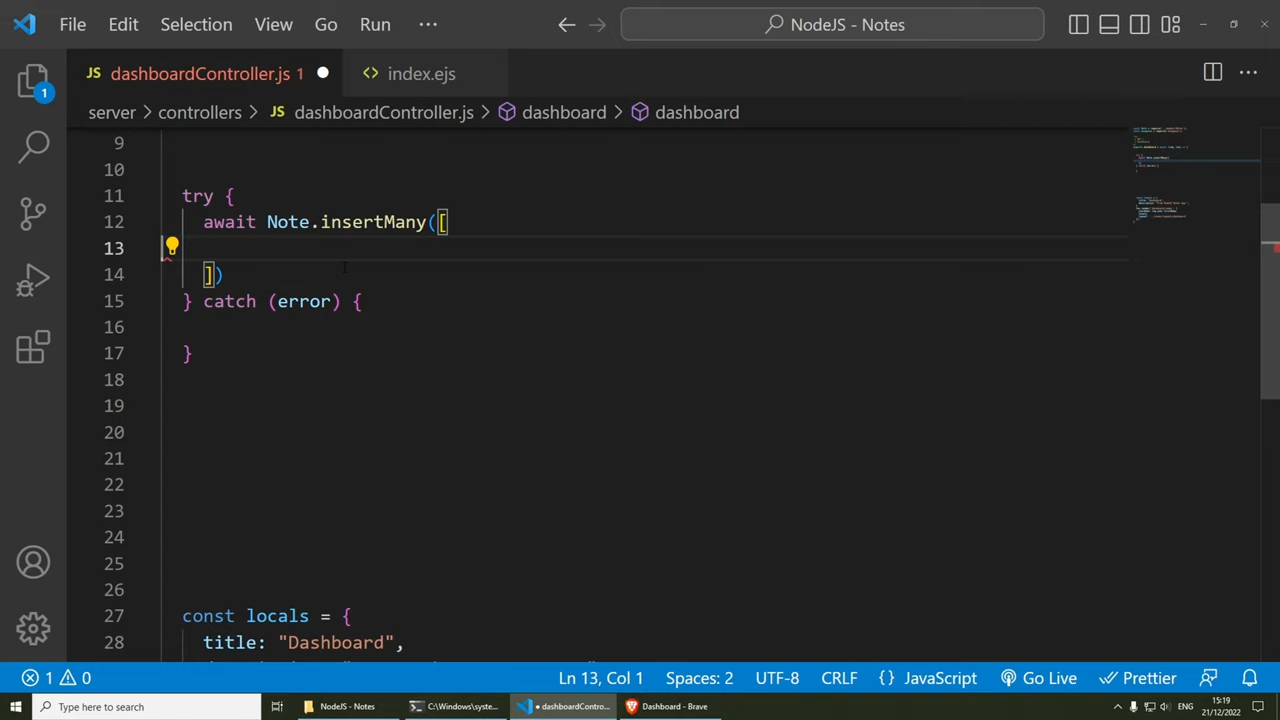 File Edit Selection View Go Run ··· NodeJS - Notes
JS dashboardController.js 1 <> index.ejs
server > controllers > JS dashboardController.js > dashboard > dashboard
1
9
10
11 try {
12 await Note.insertMany([
13
14 ])
15 } catch (error) {
16
17 }
18
19
20
21
22
23
24
25
26
27 const locals = {
28 title: "Dashboard",
1 0 Ln 13, Col 1 Spaces: 2 UTF-8 CRLF {} JavaScript Go Live Prettier
Type here to search NodeJS - Notes C:\Windows\syste... dashboardContro... Dashboard - Brave ENG 15:19
21/12/2022